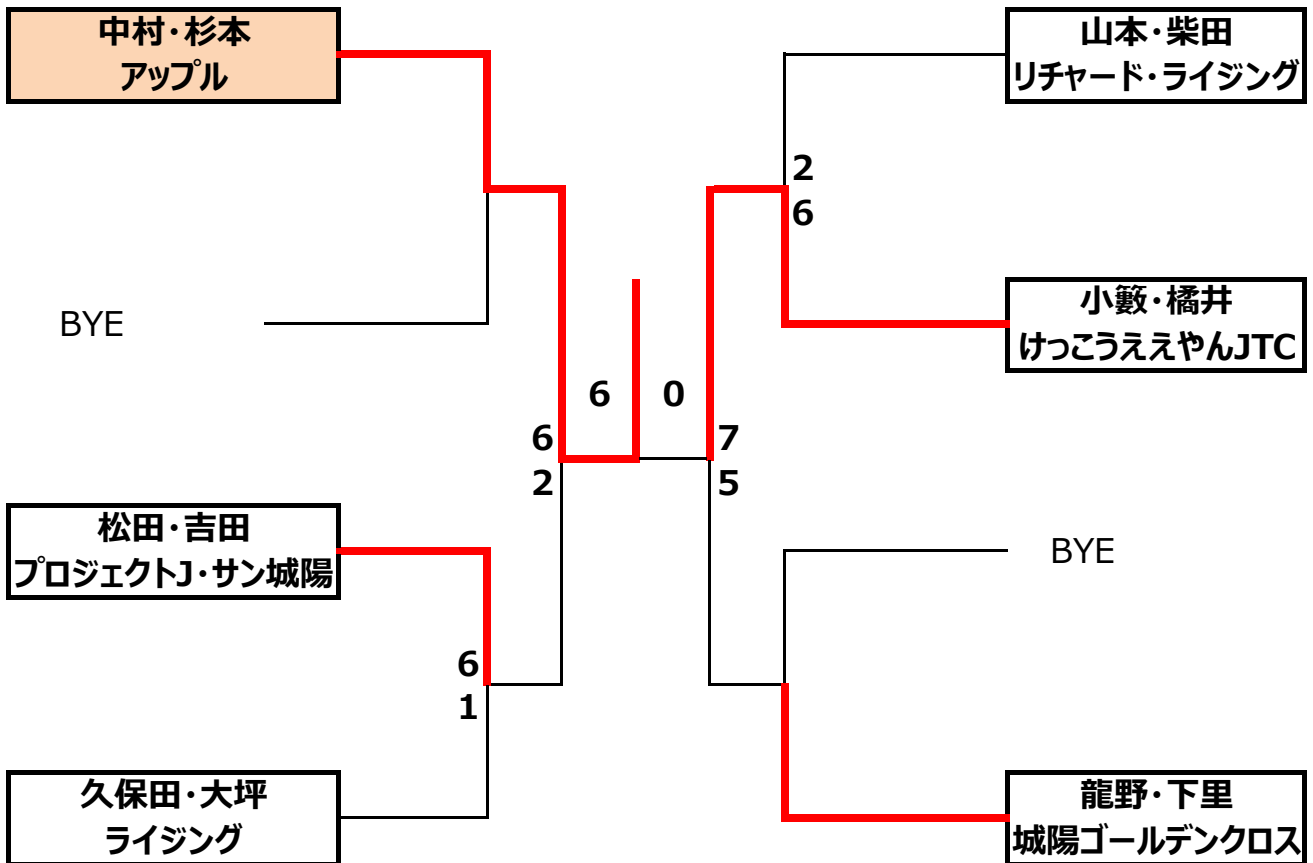 中村・杉本
アップル
山本・柴田
リチャード・ライジング
2
6
BYE
小籔・橘井
けっこうええやんJTC
6
0
6
2
7
5
松田・吉田
プロジェクトJ・サン城陽
BYE
6
1
久保田・大坪
ライジング
龍野・下里
城陽ゴールデンクロス